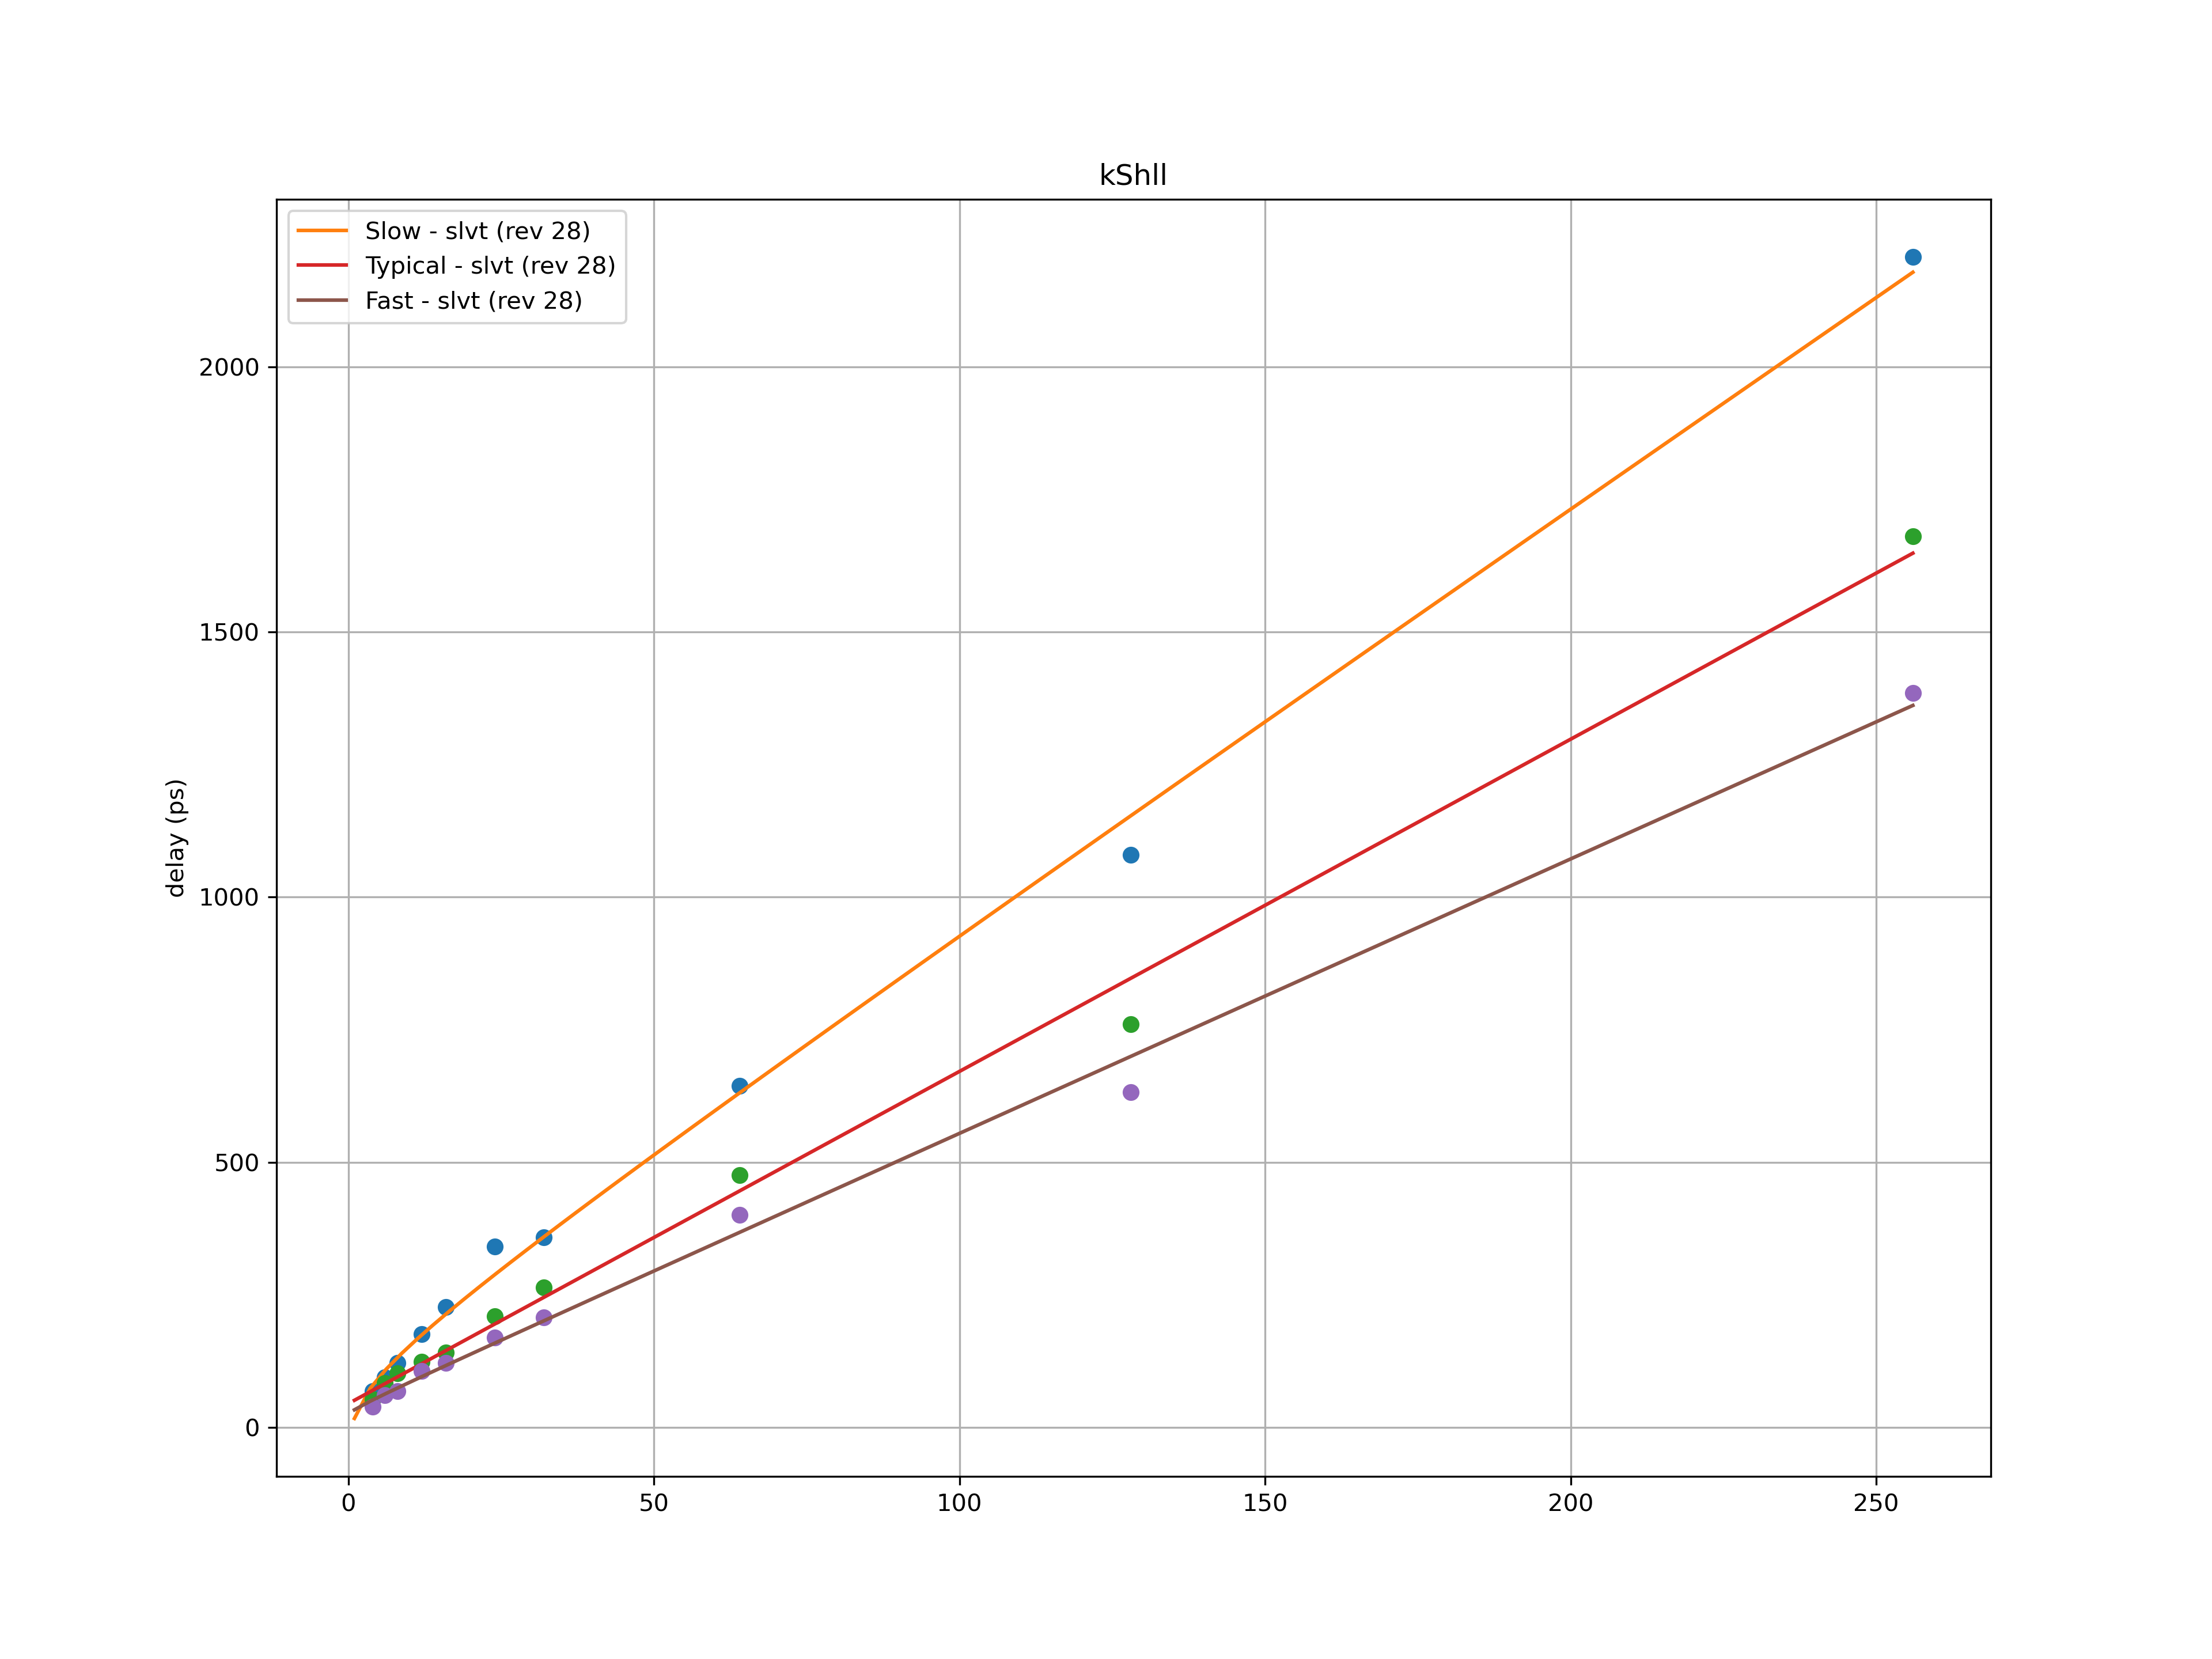 kShll
Slow - slvt (rev 28)
Typical - slvt (rev 28)
Fast - slvt (rev 28)
delay (ps)
2000
1500
1000
500
0
0 50 100 150 200 250